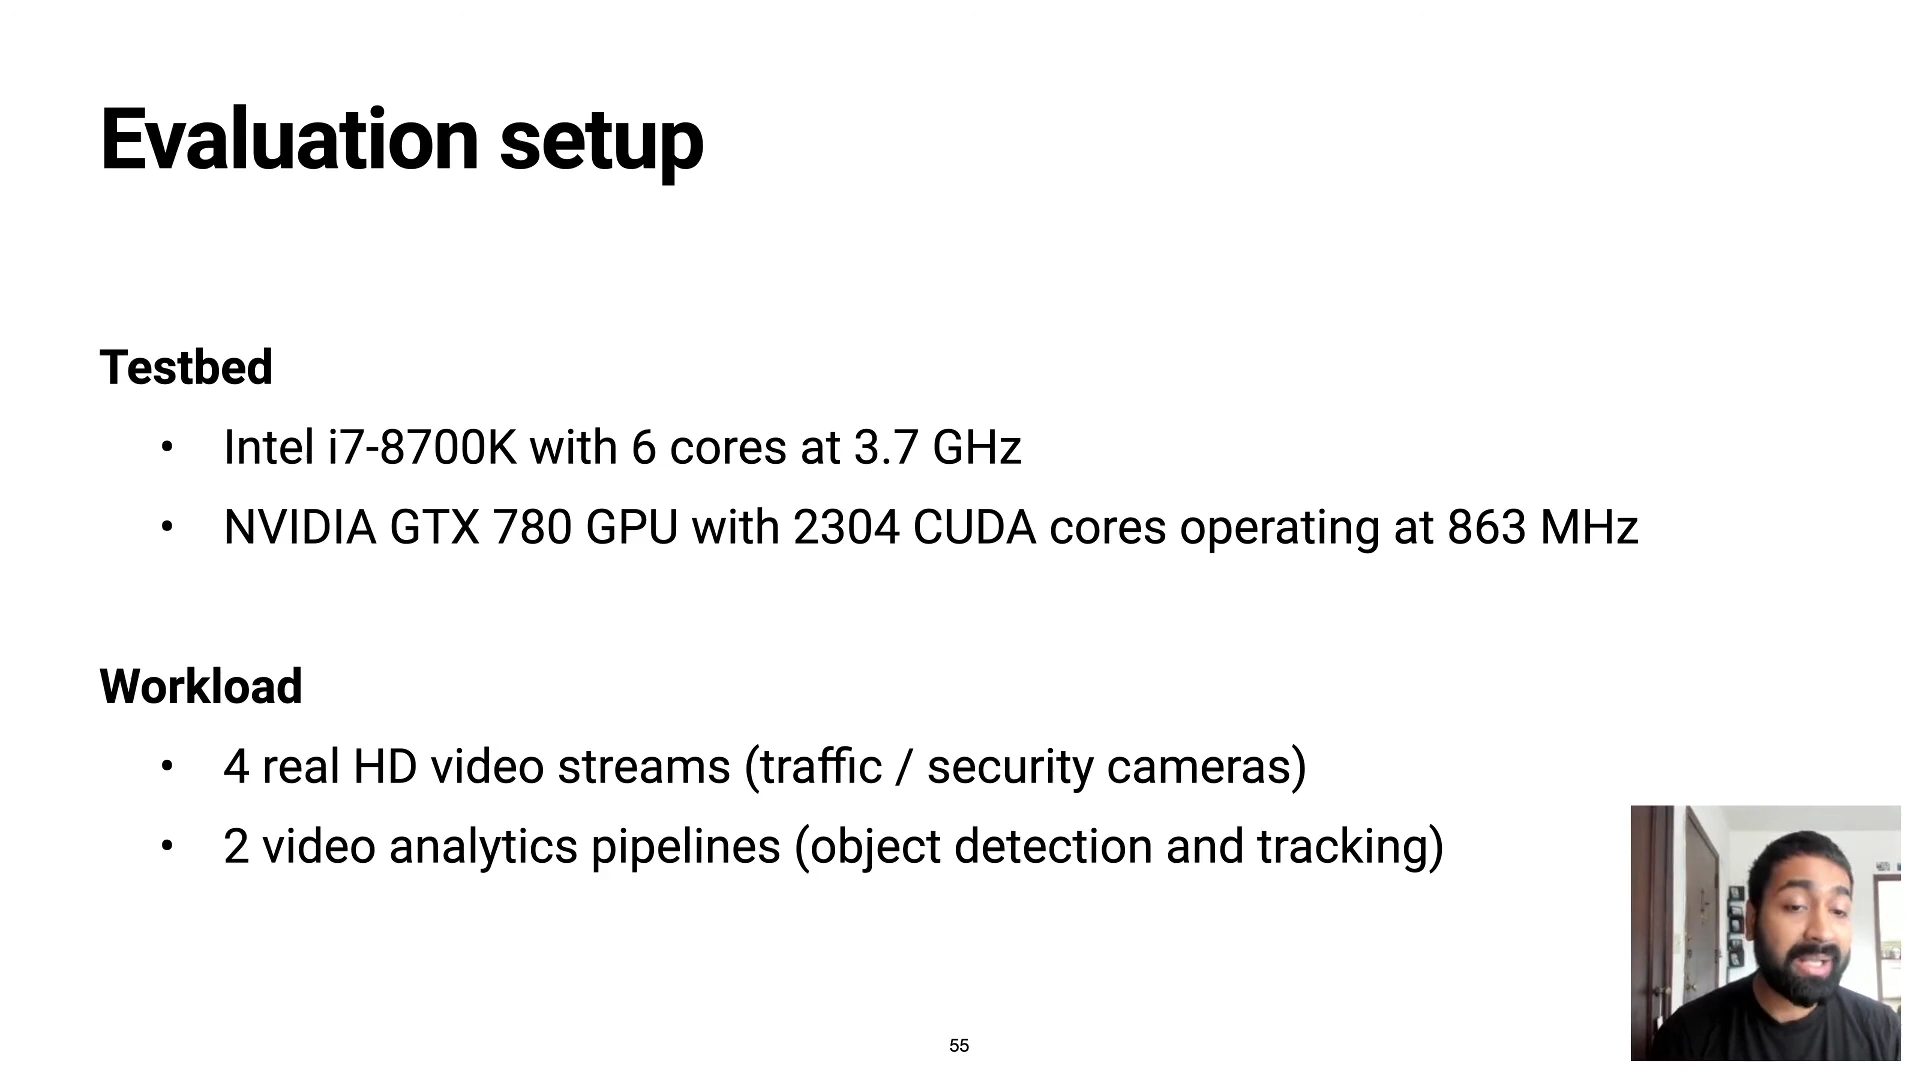 Evaluation setup
Testbed
• Intel i7-8700K with 6 cores at 3.7 GHz
• NVIDIA GTX 780 GPU with 2304 CUDA cores operating at 863 MHz
Workload
• 4 real HD video streams (traffic / security cameras)
• 2 video analytics pipelines (object detection and tracking)
55